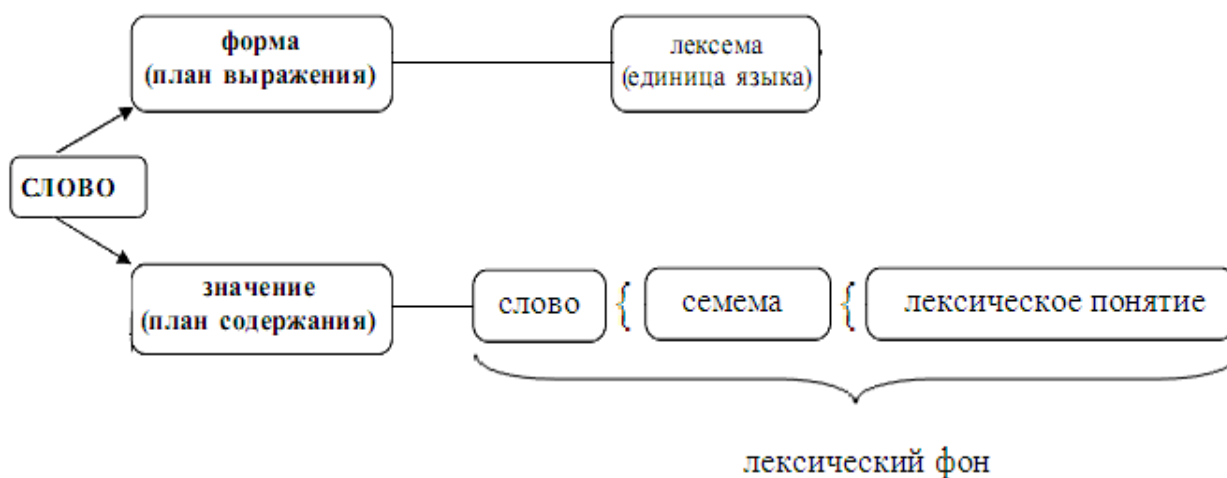 форма
(план выражения)
лексема
(единица языка)
СЛОВО
значение
(план содержания)
слово { семема { лексическое понятие
лексический фон